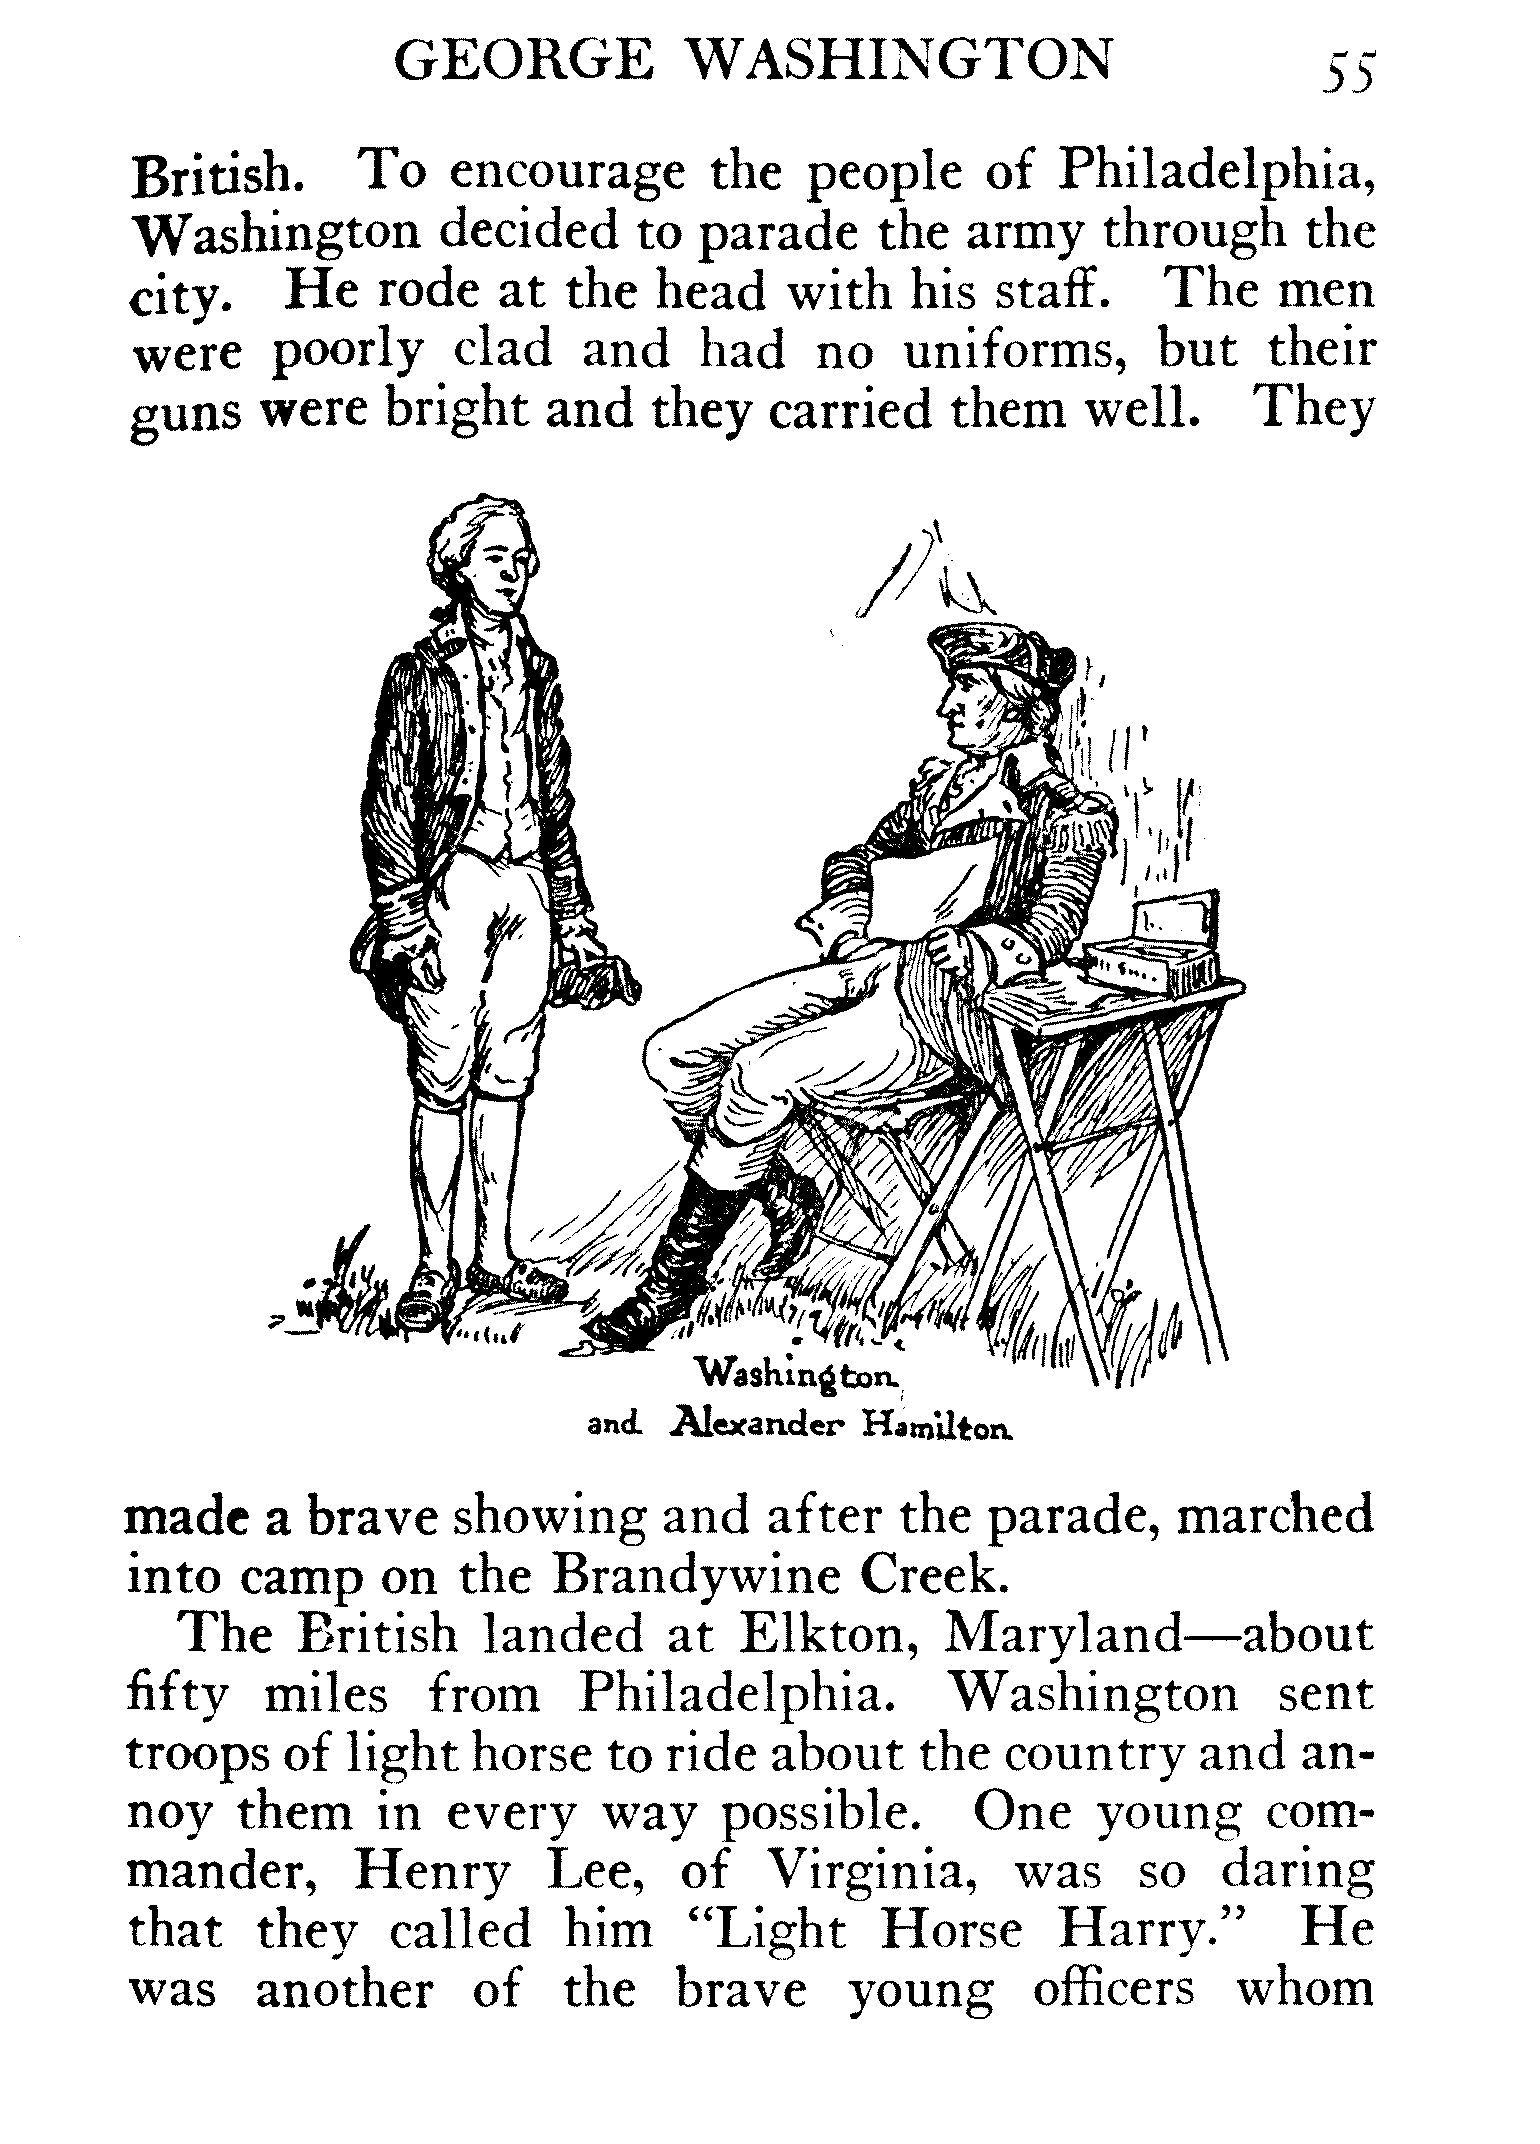 GEORGE WASHINGTON 55
British. To encourage the people of Philadelphia,
Washington decided to parade the army through the
city. He rode at the head with his staff. The men
were poorly clad and had no uniforms, but their
guns were bright and they carried them well. They
Washington
and Alexander Hamilton
made a brave showing and after the parade, marched
into camp on the Brandywine Creek.
The British landed at Elkton, Maryland—about
fifty miles from Philadelphia. Washington sent
troops of light horse to ride about the country and an-
noy them in every way possible. One young com-
mander, Henry Lee, of Virginia, was so daring
that they called him “Light Horse Harry.” He
was another of the brave young officers whom